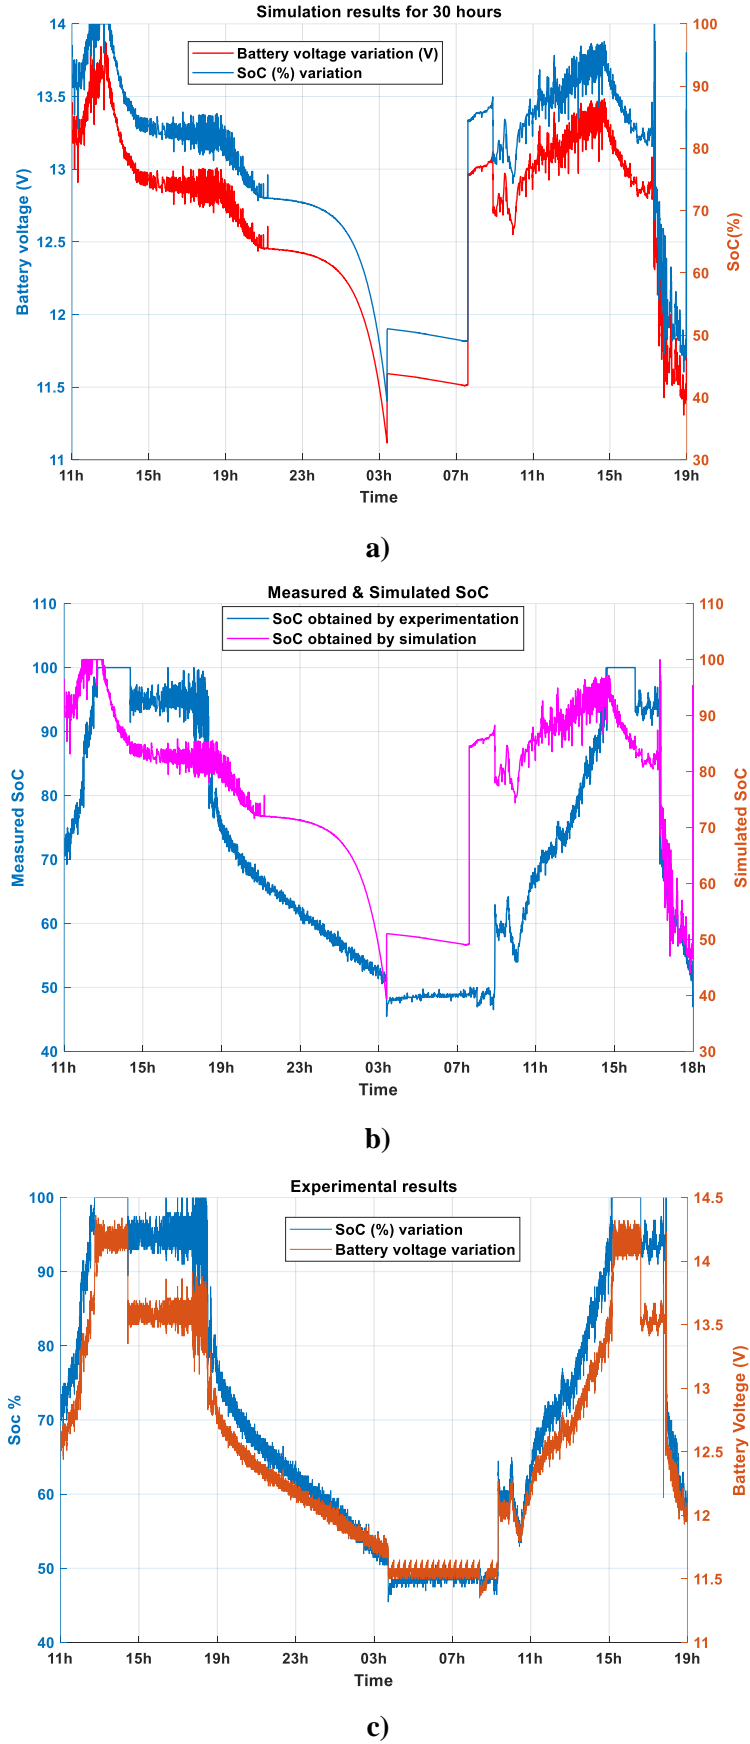 Simulation results for 30 hours
14
13.5
13
12.5
12
11.5
11
Battery voltage (V)
Battery voltage variation (V)
SoC (%) variation
100
90
80
70
60
50
40
30
SoC(%)
11h 15h 19h 23h 03h 07h 11h 15h 19h
Time
a)
Measured & Simulated SoC
110
100
90
80
70
60
50
40
Measured SoC
SoC obtained by experimentation
SoC obtained by simulation
110
100
90
80
70
60
50
40
30
Simulated SoC
11h 15h 19h 23h 03h 07h 11h 15h 18h
Time
b)
Experimental results
100
90
80
70
60
50
40
Soc %
SoC (%) variation
Battery voltage variation
14.5
14
13.5
13
12.5
12
11.5
11
Battery Voltege (V)
11h 15h 19h 23h 03h 07h 11h 15h 19h
Time
c)